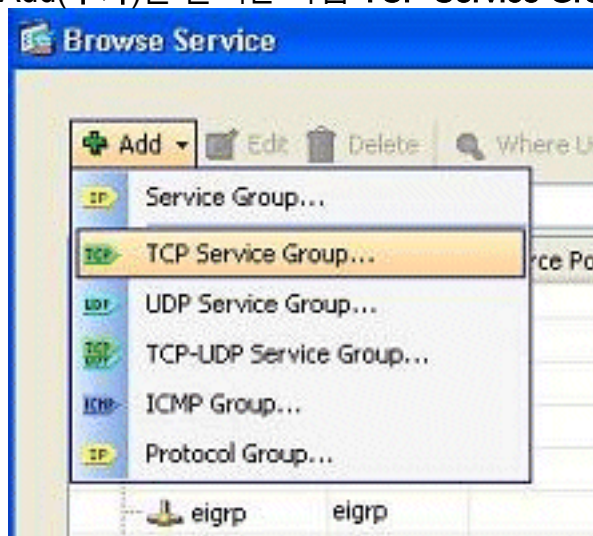 Browse Service
Add Edit Delete Where U
Service Group...
TCP Service Group...
rce Po
UDP Service Group...
TCP-UDP Service Group...
ICMP Group...
Protocol Group...
eigrp eigrp